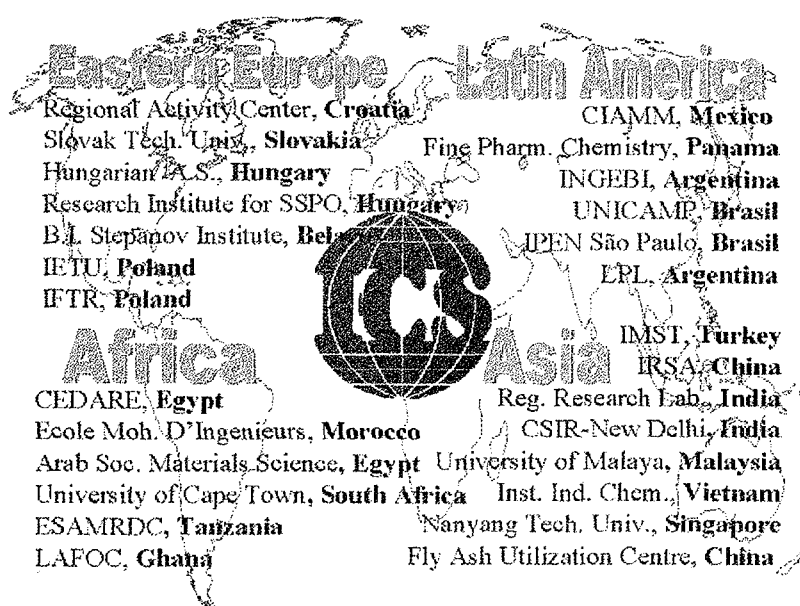 Eastern Europe
Regional Activity Center, Croatia
Slovak Tech. Univ., Slovakia
Hungarian A.S., Hungary
Research Institute for SSPO, Hungary
B.I. Stepanov Institute,
IETU, Poland
IFTR, Poland
Latin America
CIAMM, Mexico
Fine Pharm. Chemistry, Panama
INGEBI, Argentina
UNICAMP, Brasil
IPEN São Paulo, Brasil
EPL, Argentina
ICS
Africa
CEDARE, Egypt
Ecole Moh. D'Ingenieurs, Morocco
Arab Soc. Materials Science, Egypt
University of Cape Town, South Africa
ESAMRDC, Tanzania
LAFOC, Ghana
Asia
IMST, Turkey
IRSA, China
Reg. Research Lab., India
CSIR-New Delhi, India
University of Malaya, Malaysia
Inst. Ind. Chem., Vietnam
Nanyang Tech. Univ., Singapore
Fly Ash Utilization Centre, China